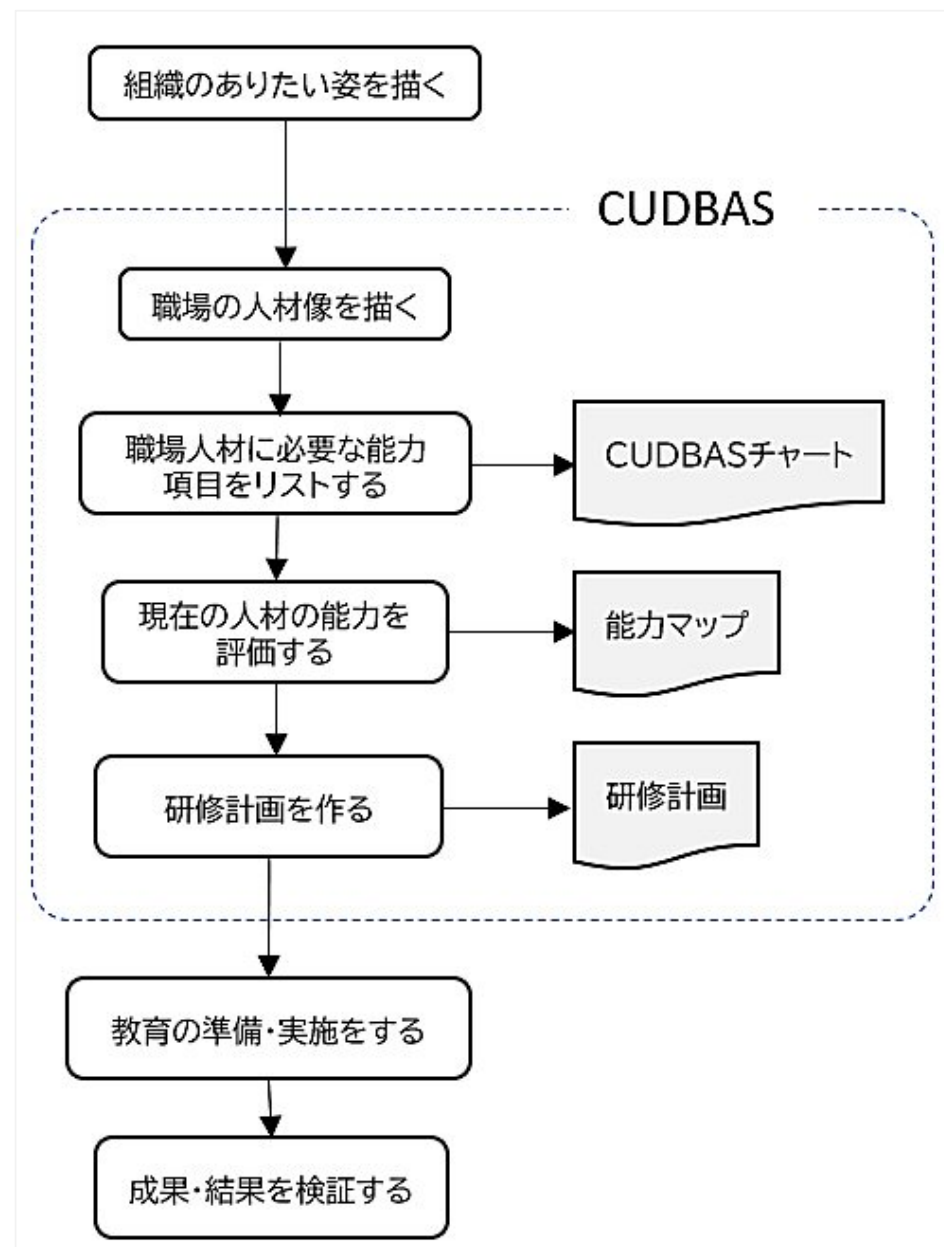 組織のありたい姿を描く
CUDBAS
職場の人材像を描く
職場人材に必要な能力
項目をリストする
CUDBASチャート
現在の人材の能力を
評価する
能力マップ
研修計画を作る
研修計画
教育の準備・実施をする
成果・結果を検証する